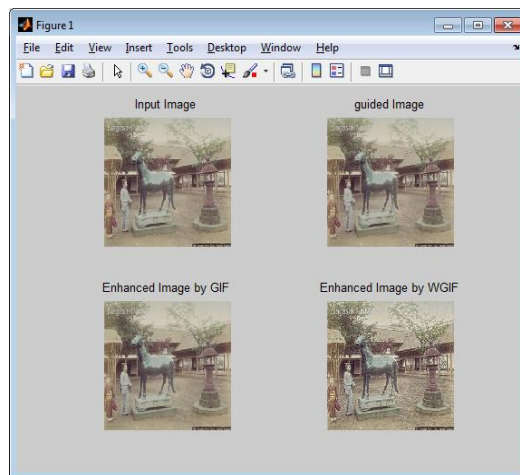 Figure 1
File Edit View Insert Tools Desktop Window Help
Input Image
guided Image
Enhanced Image by GIF
Enhanced Image by WGIF